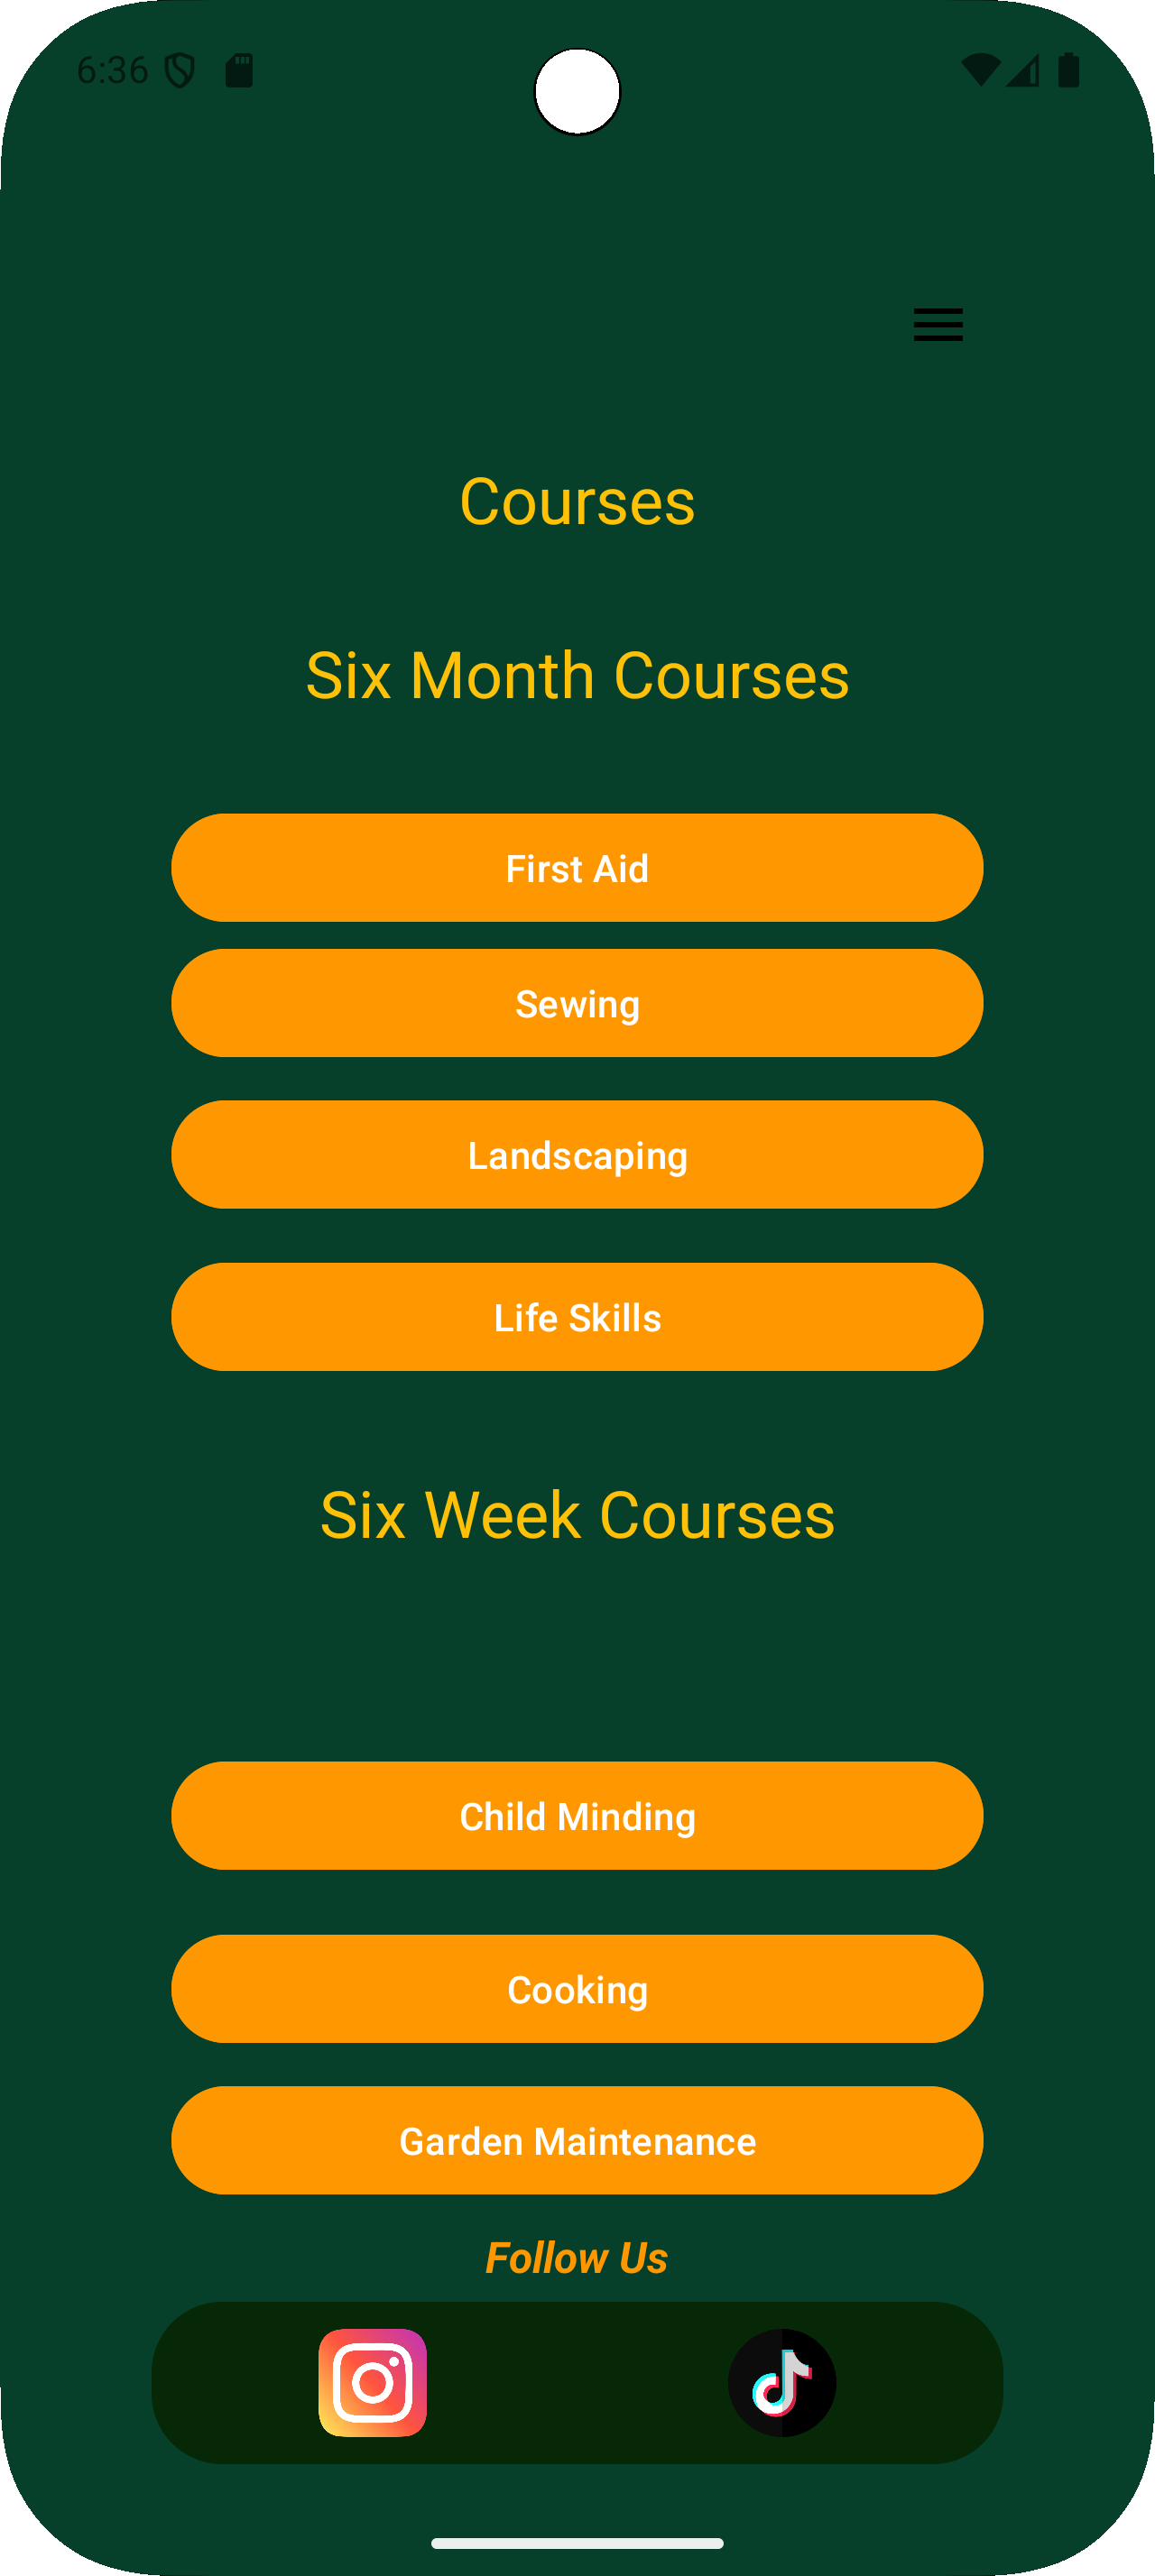 6:36
Courses
Six Month Courses
First Aid
Sewing
Landscaping
Life Skills
Six Week Courses
Child Minding
Cooking
Garden Maintenance
Follow Us